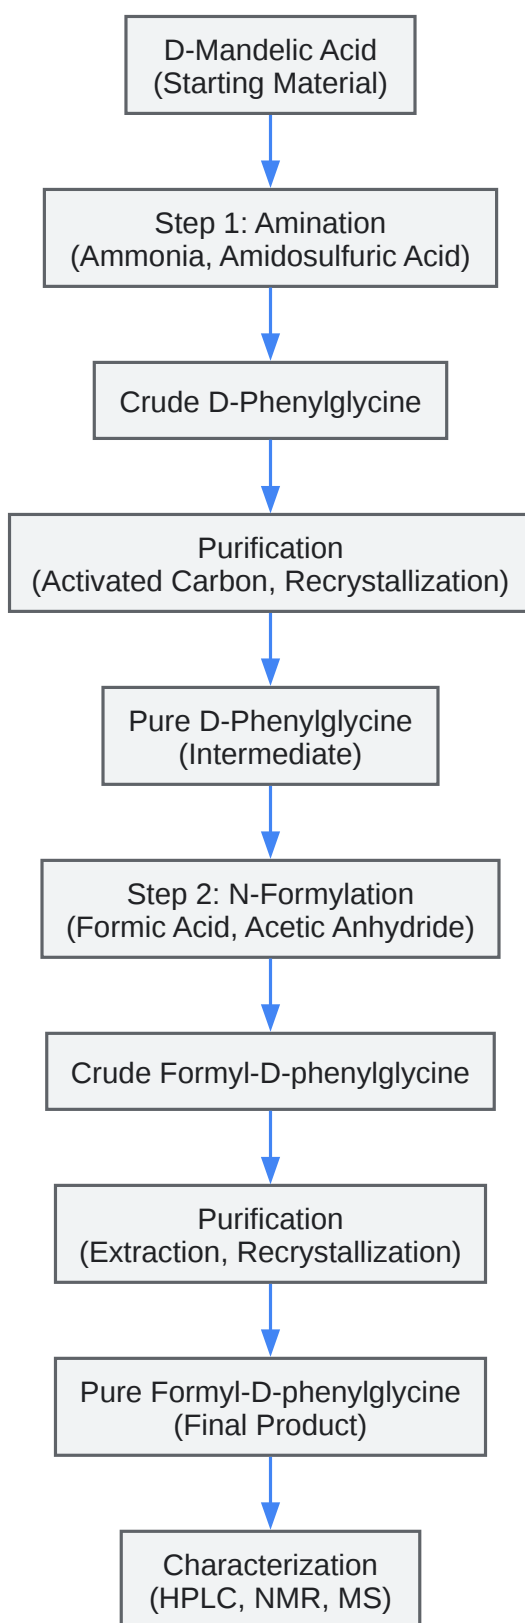 D-Mandelic Acid
(Starting Material)
Step 1: Amination
(Ammonia, Amidosulfuric Acid)
Crude D-Phenylglycine
Purification
(Activated Carbon, Recrystallization)
Pure D-Phenylglycine
(Intermediate)
Step 2: N-Formylation
(Formic Acid, Acetic Anhydride)
Crude Formyl-D-phenylglycine
Purification
(Extraction, Recrystallization)
Pure Formyl-D-phenylglycine
(Final Product)
Characterization
(HPLC, NMR, MS)